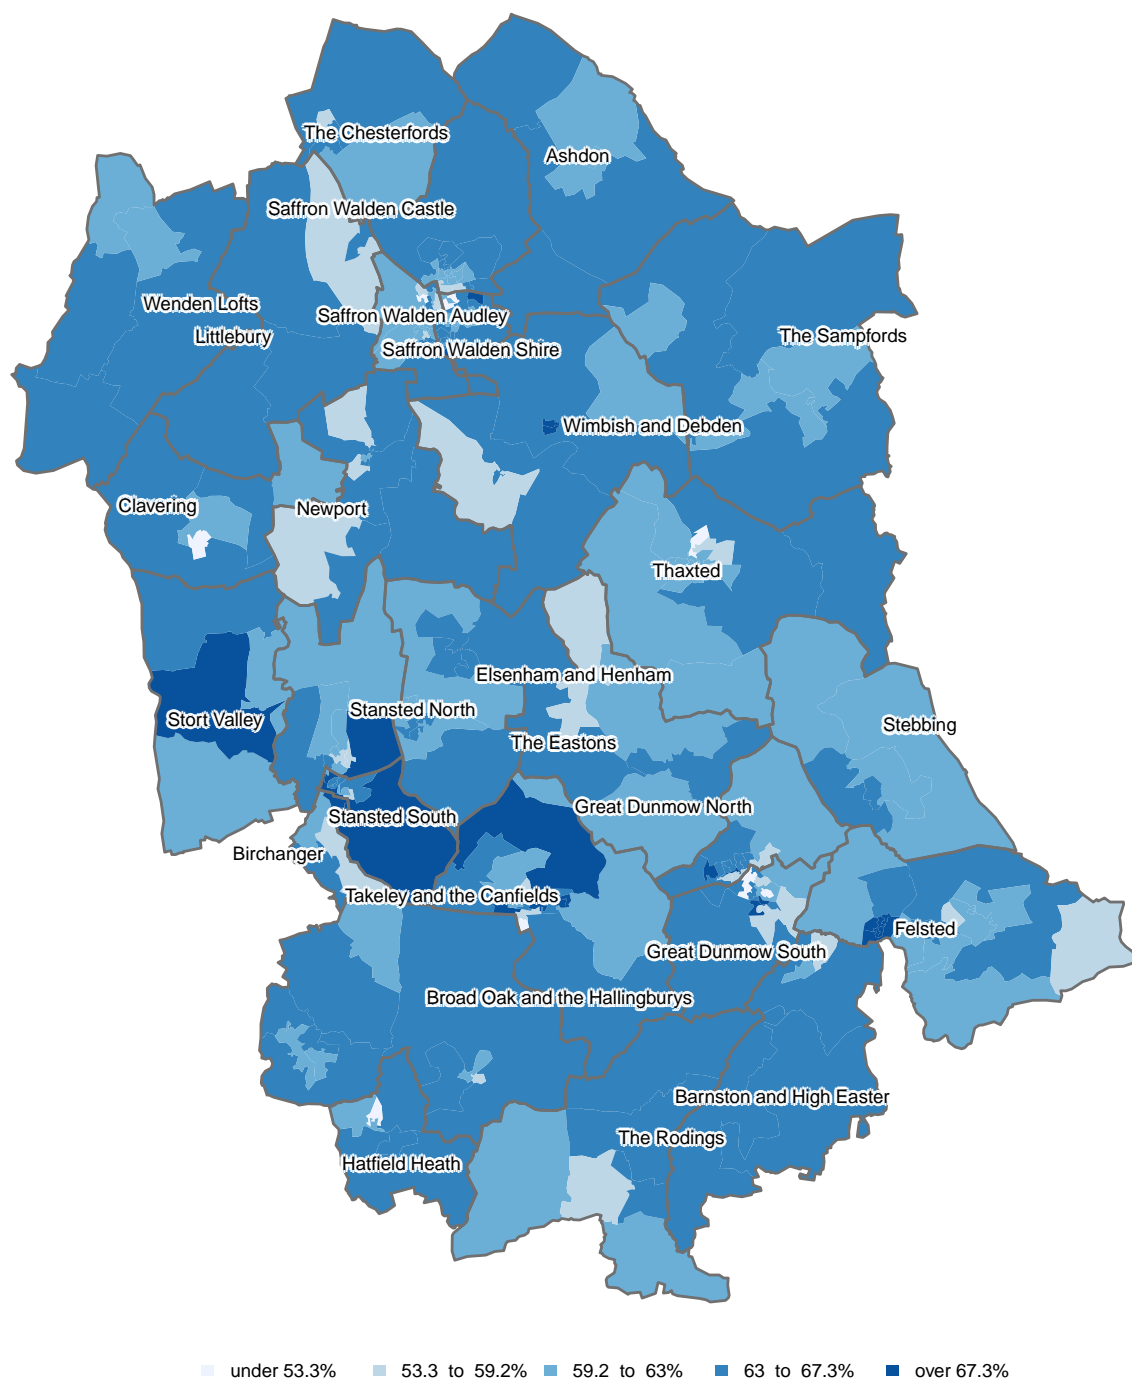 The Chesterfords
Ashdon
Saffron Walden Castle
Wenden Lofts
Saffron Walden Audley
Littlebury
The Sampfords
Saffron Walden Shire
Wimbish and Debden
Clavering
Newport
Thaxted
Elsenham and Henham
Stansted North
Stort Valley
Stebbing
The Eastons
Great Dunmow North
Stansted South
Birchanger
Takeley and the Canfields
Felsted
Great Dunmow South
Broad Oak and the Hallingburys
Barnston and High Easter
The Rodings
Hatfield Heath
under 53.3% 53.3 to 59.2% 59.2 to 63% 63 to 67.3% over 67.3%